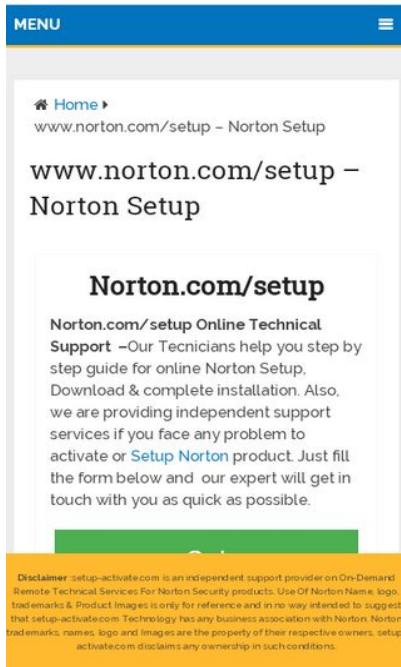 MENU
Home
www.norton.com/setup – Norton Setup
www.norton.com/setup –
Norton Setup
Norton.com/setup
Norton.com/setup Online Technical
Support –Our Tecnicians help you step by
step guide for online Norton Setup,
Download & complete installation. Also,
we are providing independent support
services if you face any problem to
activate or Setup Norton product. Just fill
the form below and our expert will get in
touch with you as quick as possible.
Disclaimer :setup-activate.com is an independent support provider on On-Demand
Remote Technical Services For Norton Security products. Use Of Norton Name, logo,
trademarks & Product Images is only for reference and in no way intended to suggest
that setup-activate.com Technology has any business association with Norton. Norton
trademarks, names, logo and Images are the property of their respective owners, setup-
activate.com disclaims any ownership in such conditions.